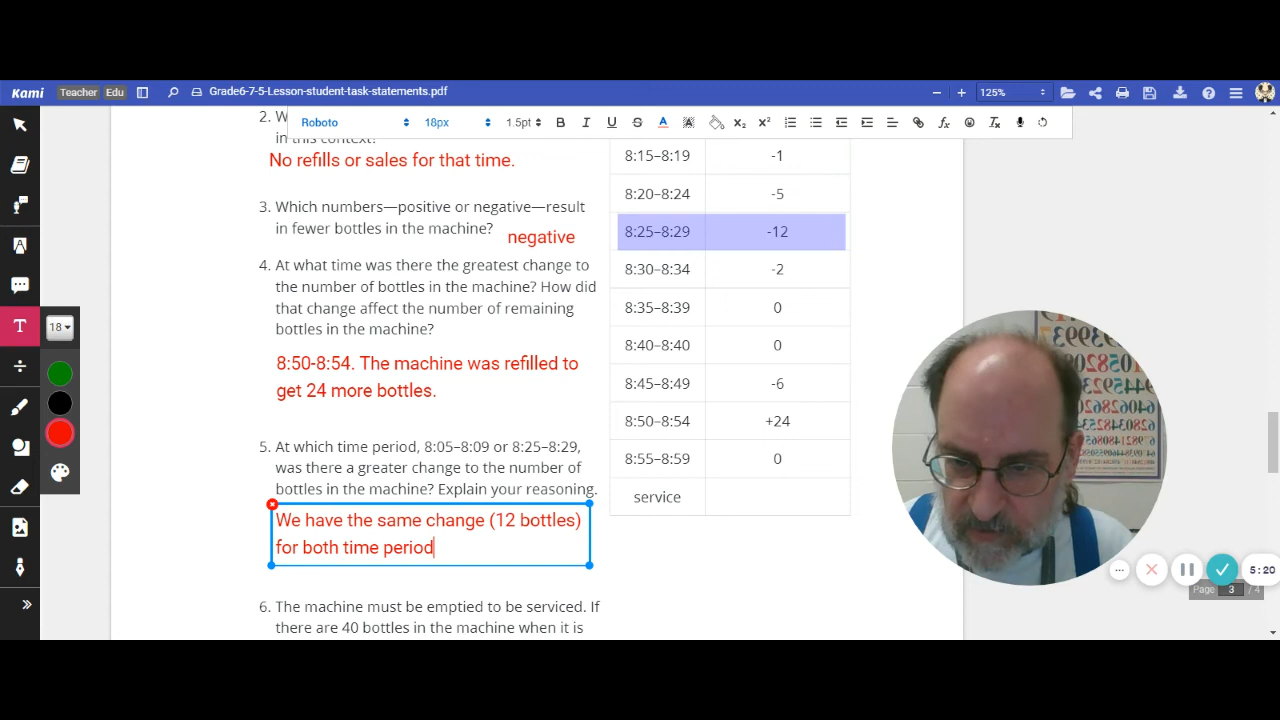 Kami
Teacher
Edu
Grade6-7-5-Lesson-student-task-statements.pdf
125%
Roboto
18px
1.5pt
18
2. W
in this context?
No refills or sales for that time.
3. Which numbers—positive or negative—result
in fewer bottles in the machine?
negative
4. At what time was there the greatest change to
the number of bottles in the machine? How did
that change affect the number of remaining
bottles in the machine?
8:50-8:54. The machine was refilled to
get 24 more bottles.
5. At which time period, 8:05–8:09 or 8:25–8:29,
was there a greater change to the number of
bottles in the machine? Explain your reasoning.
We have the same change (12 bottles)
for both time period
6. The machine must be emptied to be serviced. If
there are 40 bottles in the machine when it is
8:15–8:19 -1
8:20–8:24 -5
8:25–8:29 -12
8:30–8:34 -2
8:35–8:39 0
8:40–8:40 0
8:45–8:49 -6
8:50–8:54 +24
8:55–8:59 0
service
5:20
Page 3 / 4